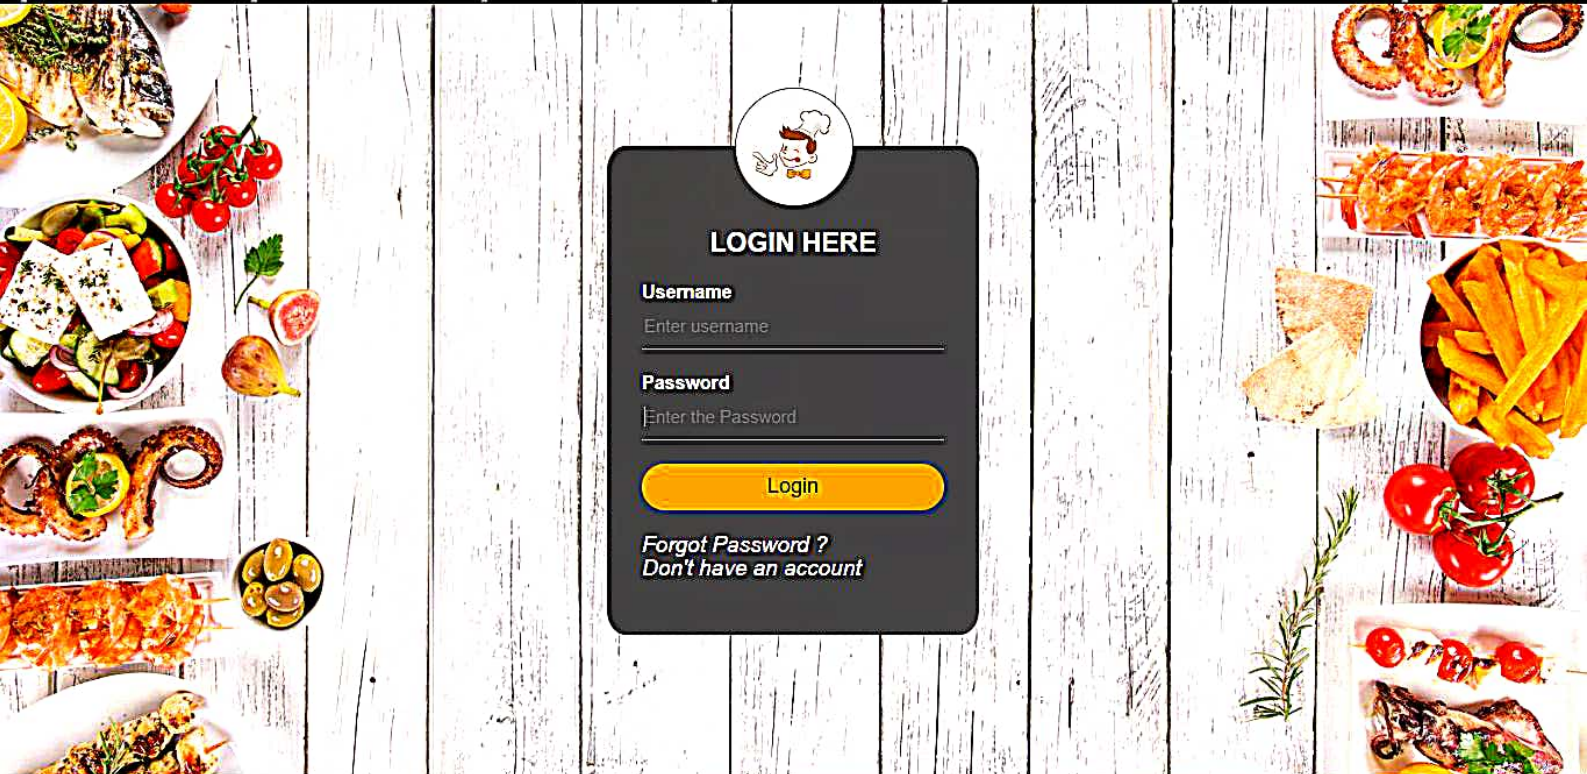 LOGIN HERE
Username
Enter username
Password
Enter the Password
Login
Forgot Password ?
Don't have an account